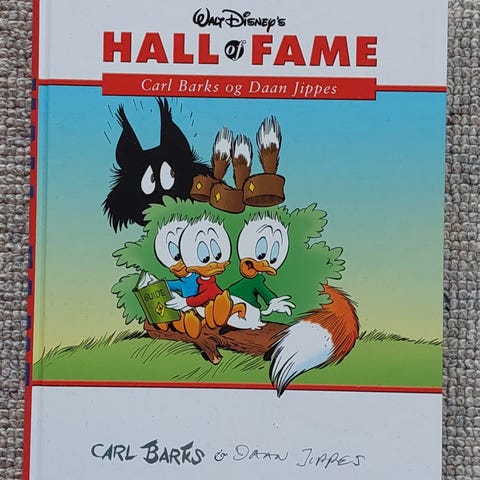 WALT DISNEY'S
HALL of FAME
Carl Barks og Daan Jippes
GUIDE
CARL BARKS & DAAN JIPPES